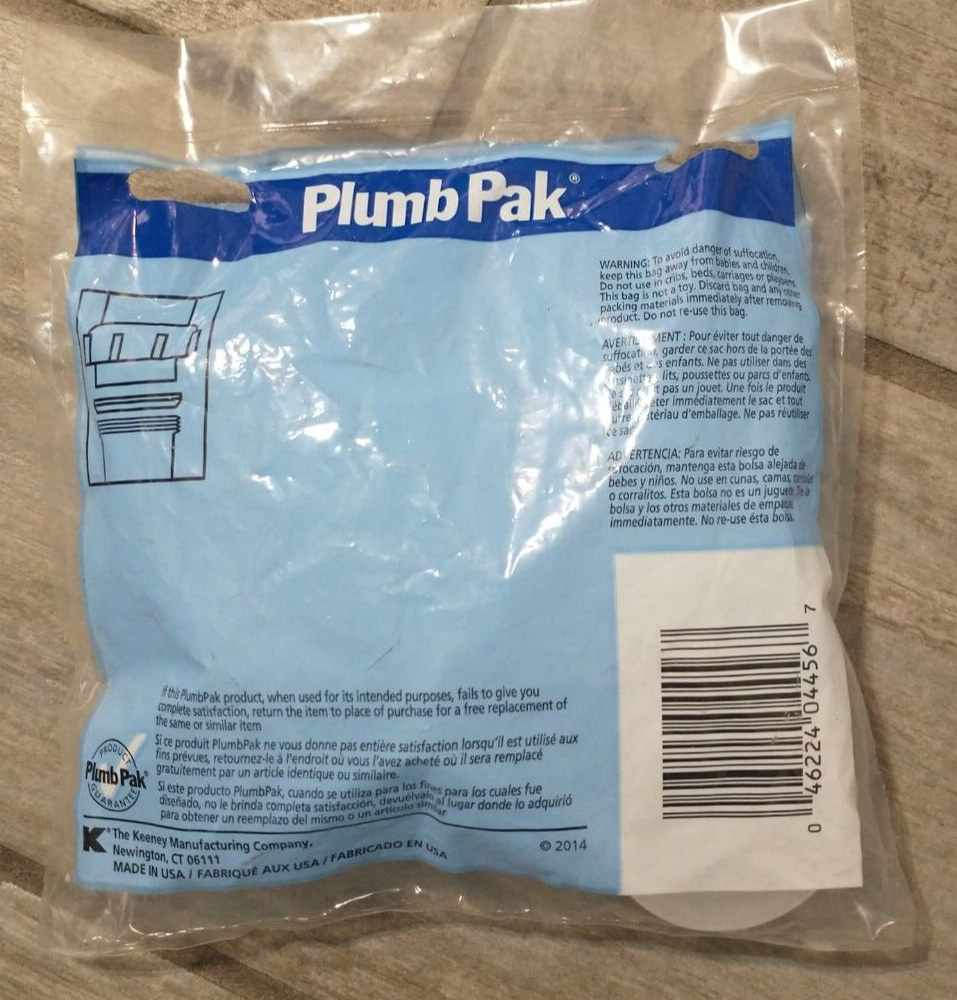 Plumb Pak®
WARNING: To avoid danger of suffocation,
keep this bag away from babies and children.
Do not use in cribs, beds, carriages or playpens.
This bag is not a toy. Discard bag and any other
packing materials immediately after removing
product. Do not re-use this bag.
MENT : Pour éviter tout danger de
garder ce sac hors de la portée des
et enfants. Ne pas utiliser dans des
lits, poussettes ou parcs d'enfants.
pas un jouet. Une fois le produit
immédiatement le sac et tout
d'emballage. Ne pas réutiliser
ce sac
ERTENCIA: Para evitar riesgo de
mantenga esta bolsa alejada de
bebes y niños. No use en cunas, camas,
o corralitos. Esta bolsa no es un juguete. Tire la
bolsa y los otros materiales de empaque
immediatamente. No re-use ésta bolsa.
If this PlumbPak product, when used for its intended purposes, fails to give you
complete satisfaction, return the item to place of purchase for a free replacement of
the same or similar item
Si ce produit PlumbPak ne vous donne pas entière satisfaction lorsqu'il est utilisé aux
fins prévues, retournez-le à l'endroit où vous l'avez acheté où il sera remplacé
gratuitement par un article identique ou similaire.
Si este producto PlumbPak, cuando se utiliza para los fines para los cuales fue
diseñado, no le brinda completa satisfacción, devuélvalo al lugar donde lo adquirió
para obtener un reemplazo del mismo o un artículo similar
PRODUCT
Plumb Pak®
GUARANTEE
K® The Keeney Manufacturing Company.
Newington, CT 06111
MADE IN USA / FABRIQUÉ AUX USA / FABRICADO EN USA
© 2014
0 46224 04456 7